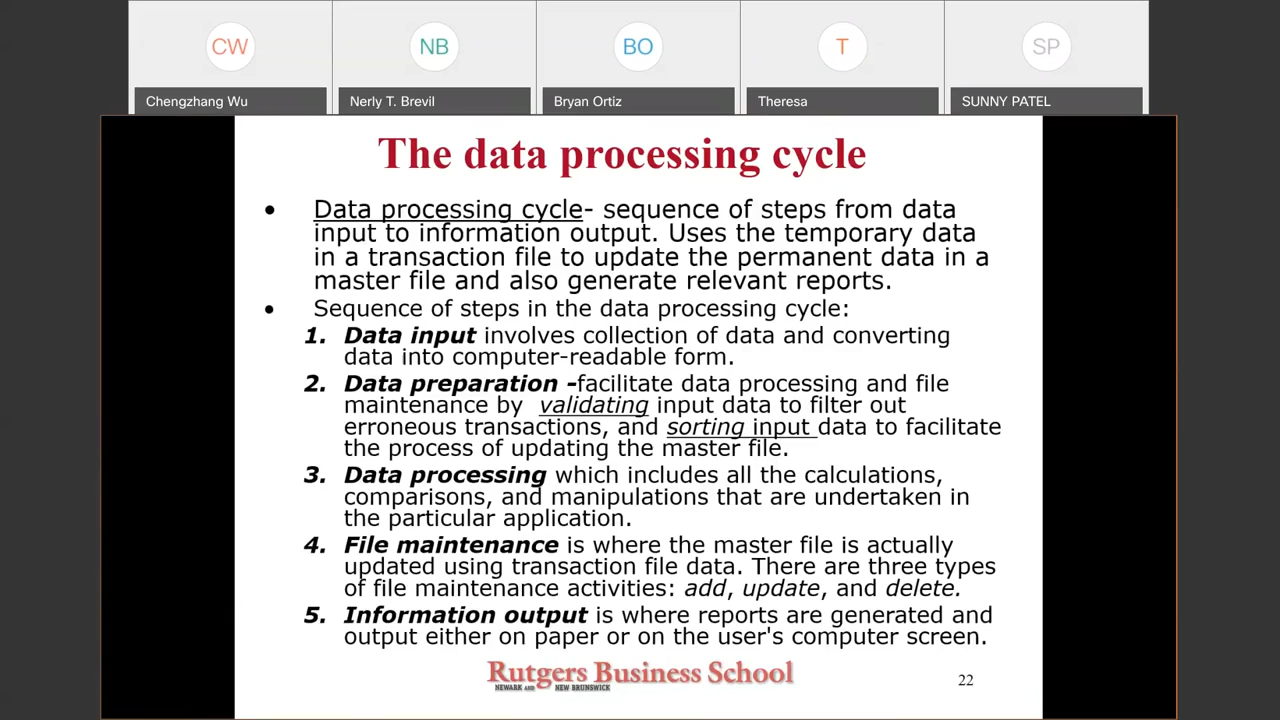 CW
NB
BO
T
SP
Chengzhang Wu
Nerly T. Brevil
Bryan Ortiz
Theresa
SUNNY PATEL
The data processing cycle
• Data processing cycle- sequence of steps from data
input to information output. Uses the temporary data
in a transaction file to update the permanent data in a
master file and also generate relevant reports.
• Sequence of steps in the data processing cycle:
1. Data input involves collection of data and converting
data into computer-readable form.
2. Data preparation -facilitate data processing and file
maintenance by validating input data to filter out
erroneous transactions, and sorting input data to facilitate
the process of updating the master file.
3. Data processing which includes all the calculations,
comparisons, and manipulations that are undertaken in
the particular application.
4. File maintenance is where the master file is actually
updated using transaction file data. There are three types
of file maintenance activities: add, update, and delete.
5. Information output is where reports are generated and
output either on paper or on the user's computer screen.
Rutgers Business School
NEWARK AND NEW BRUNSWICK
22